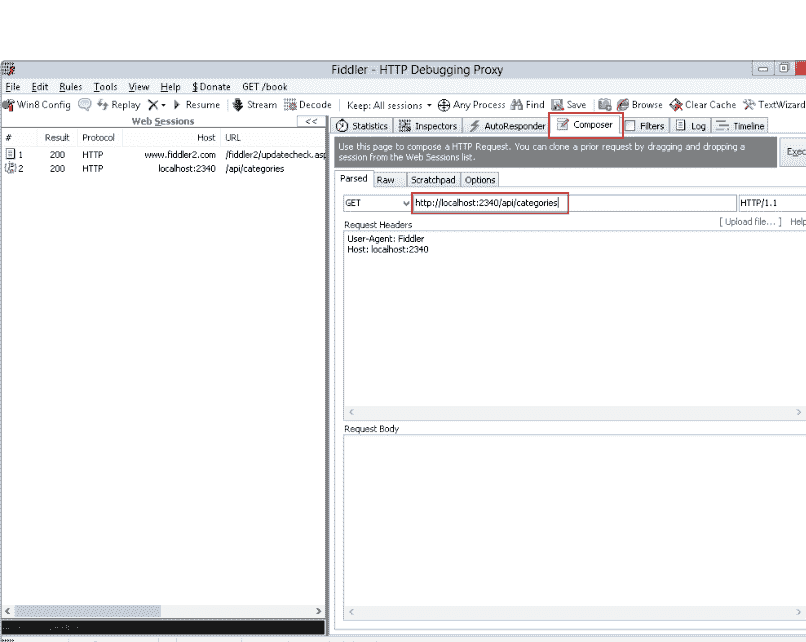 Fiddler - HTTP Debugging Proxy
File Edit Rules Tools View Help $ Donate GET /book
Win8 Config Replay Resume Stream Decode Keep: All sessions Any Process Find Save Browse Clear Cache TextWizard
Web Sessions <<
# Result Protocol Host URL
1 200 HTTP www.fiddler2.com /fiddler2/updatecheck.asp
2 200 HTTP localhost:2340 /api/categories
Statistics Inspectors AutoResponder Composer Filters Log Timeline
Use this page to compose a HTTP Request. You can clone a prior request by dragging and dropping a
session from the Web Sessions list.
Exec
Parsed Raw Scratchpad Options
GET http://localhost:2340/api/categories HTTP/1.1
[ Upload file... ] Help
Request Headers
User-Agent: Fiddler
Host: localhost:2340
Request Body